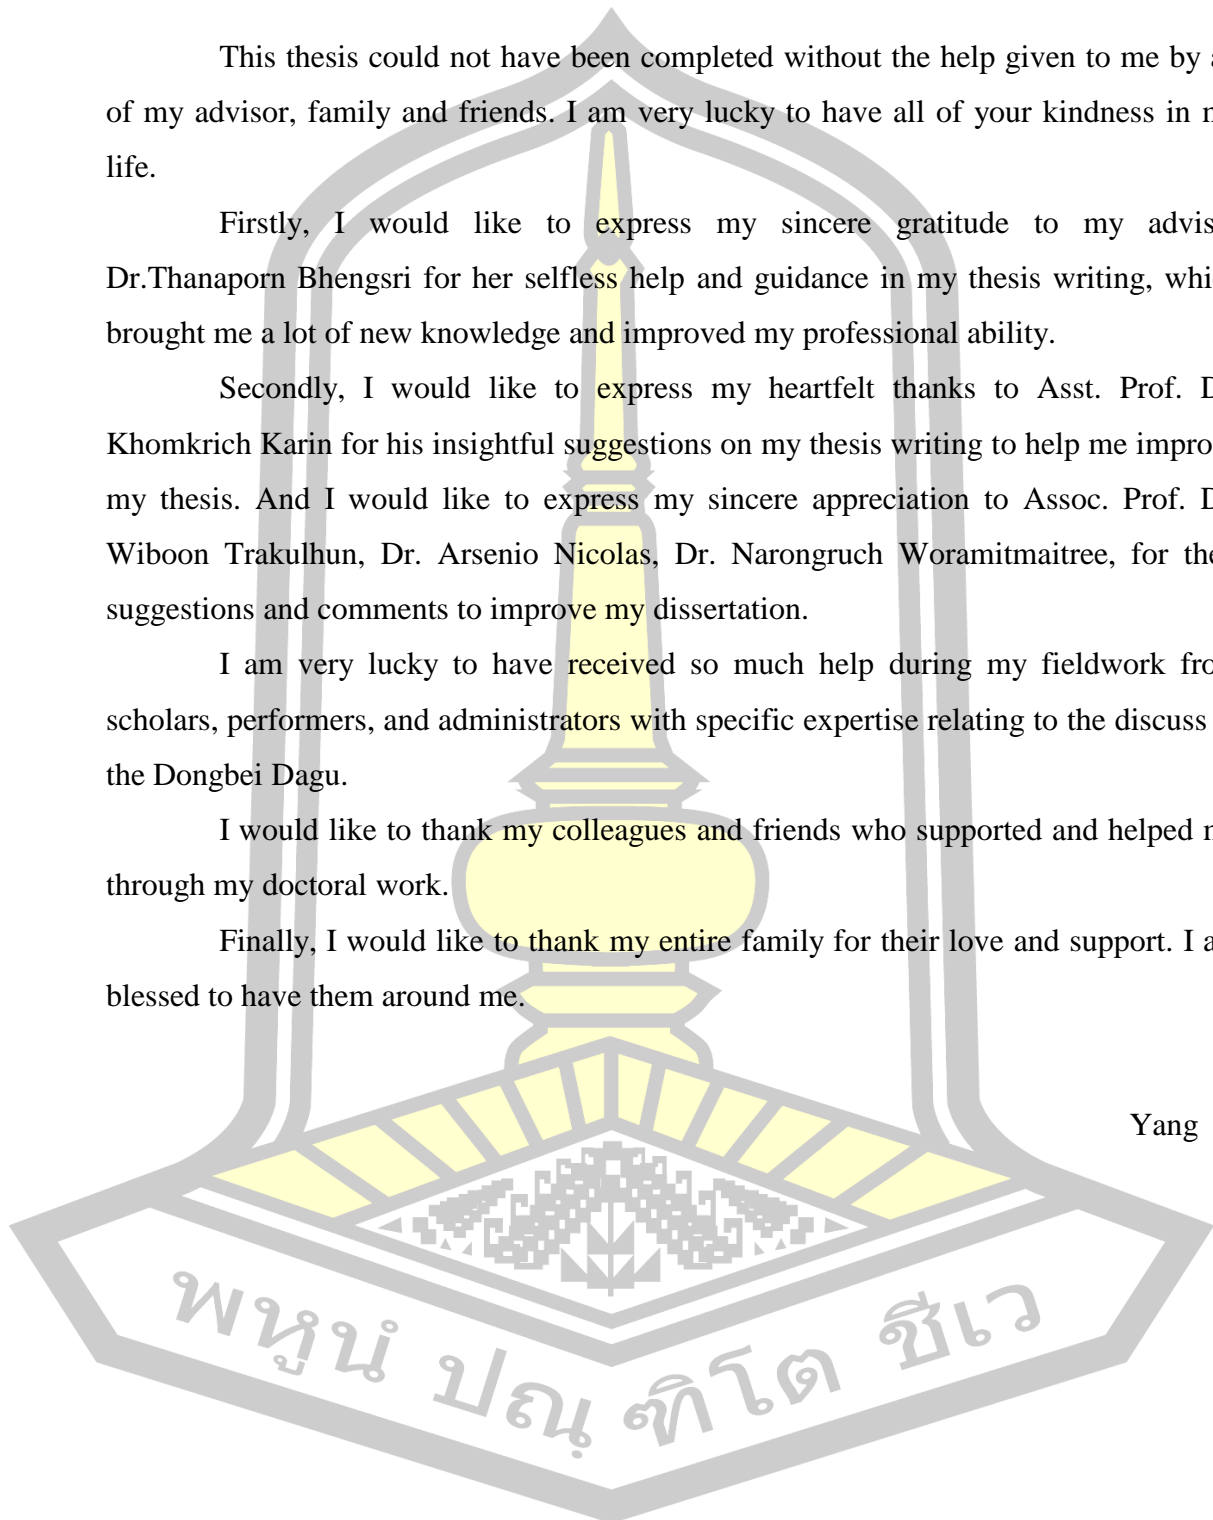 This thesis could not have been completed without the help given to me by
of my advisor, family and friends. I am very lucky to have all of your kindness in
life.
Firstly, I would like to express my sincere gratitude to my
Dr.Thanaporn Bhengsri for her selfless help and guidance in my thesis writing,
brought me a lot of new knowledge and improved my professional ability.
Secondly, I would like to express my heartfelt thanks to Asst. Prof.
Khomkrich Karin for his insightful suggestions on my thesis writing to help me
my thesis. And I would like to express my sincere appreciation to Assoc. Prof.
Wiboon Trakulhun, Dr. Arsenio Nicolas, Dr. Narongruch Woramitmaitree, for
suggestions and comments to improve my dissertation.
I am very lucky to have received so much help during my fieldwork
scholars, performers, and administrators with specific expertise relating to the discuss
the Dongbei Dagu.
I would like to thank my colleagues and friends who supported and helped
through my doctoral work.
Finally, I would like to thank my entire family for their love and support. I
blessed to have them around me.
Yang
พหูนํ ปณฺฑิโต ชีเว